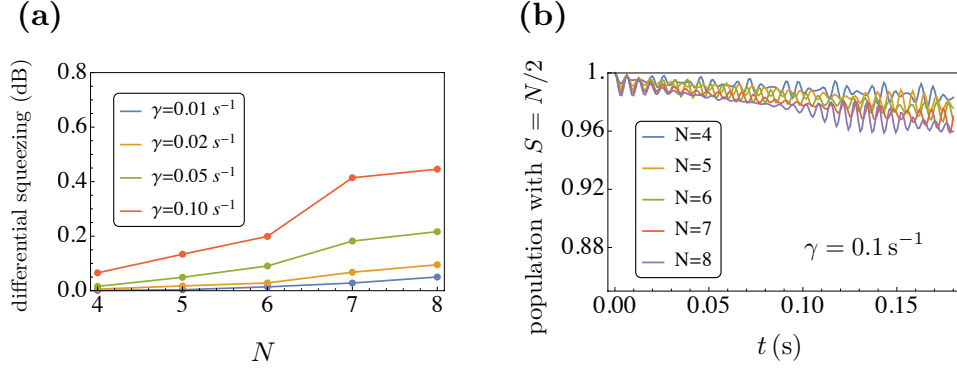 (a)
differential squeezing (dB)
0.8
0.6
0.4
0.2
0.0
γ=0.01 s⁻¹
γ=0.02 s⁻¹
γ=0.05 s⁻¹
γ=0.10 s⁻¹
4 5 6 7 8
N
(b)
population with S = N/2
1.
0.96
0.92
0.88
N=4
N=5
N=6
N=7
N=8
γ = 0.1 s⁻¹
0.00 0.05 0.10 0.15
t (s)